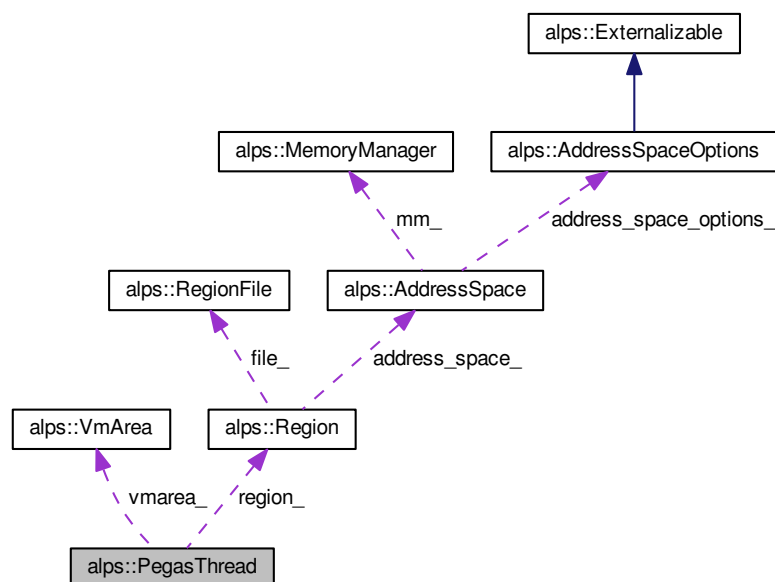 alps::Externalizable
alps::MemoryManager
alps::AddressSpaceOptions
mm_
address_space_options_
alps::RegionFile
alps::AddressSpace
file_
address_space_
alps::VmArea
alps::Region
vmarea_
region_
alps::PegasThread